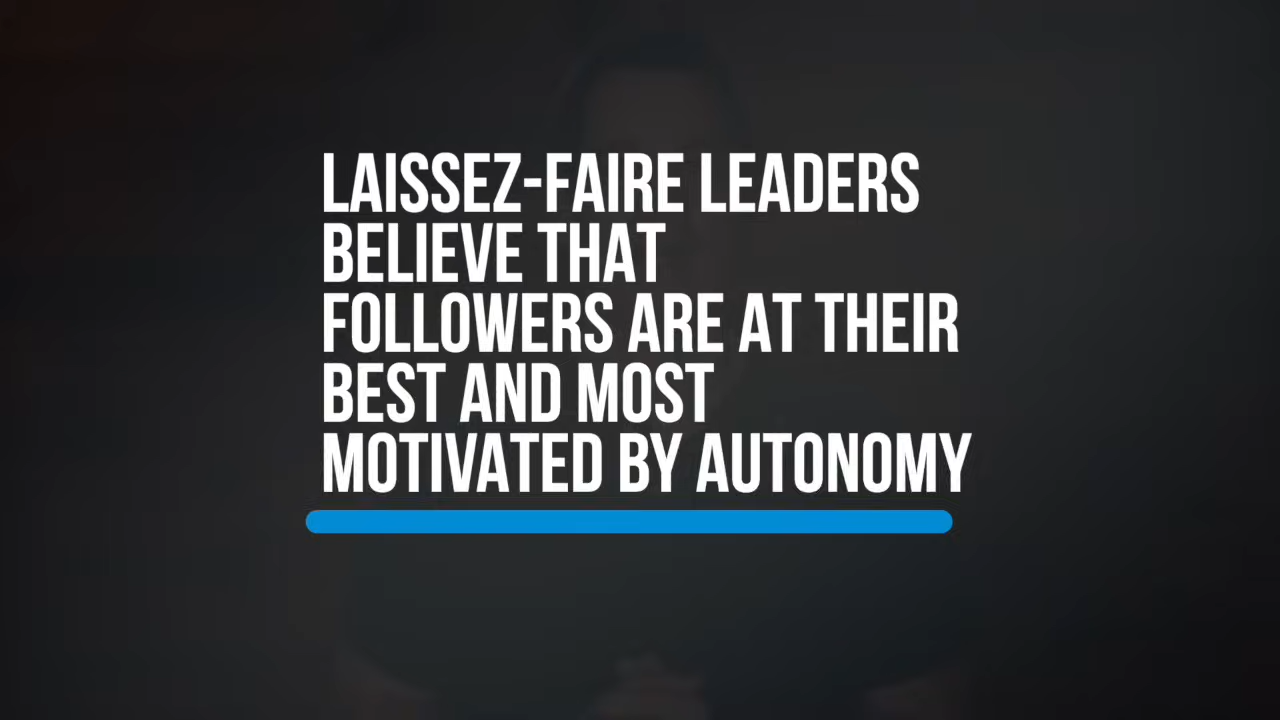 LAISSEZ-FAIRE LEADERS
BELIEVE THAT
FOLLOWERS ARE AT THEIR
BEST AND MOST
MOTIVATED BY AUTONOMY